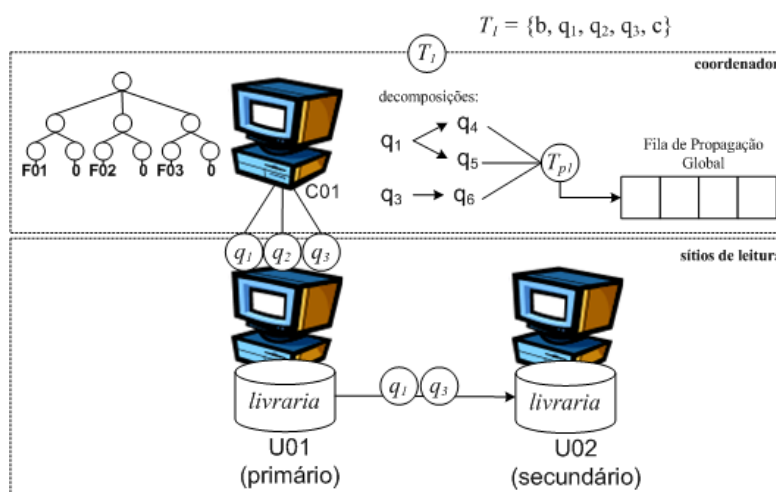 T₁ = {b, q₁, q₂, q₃, c}
T₁
coordenador
decomposições:
q₁
q₄
q₅
q₃
q₆
Tₚ₁
Fila de Propagação
Global
F01 0 F02 0 F03 0
C01
sítios de leitura
q₁ q₂ q₃
livraria
q₁ q₃
livraria
U01
(primário)
U02
(secundário)